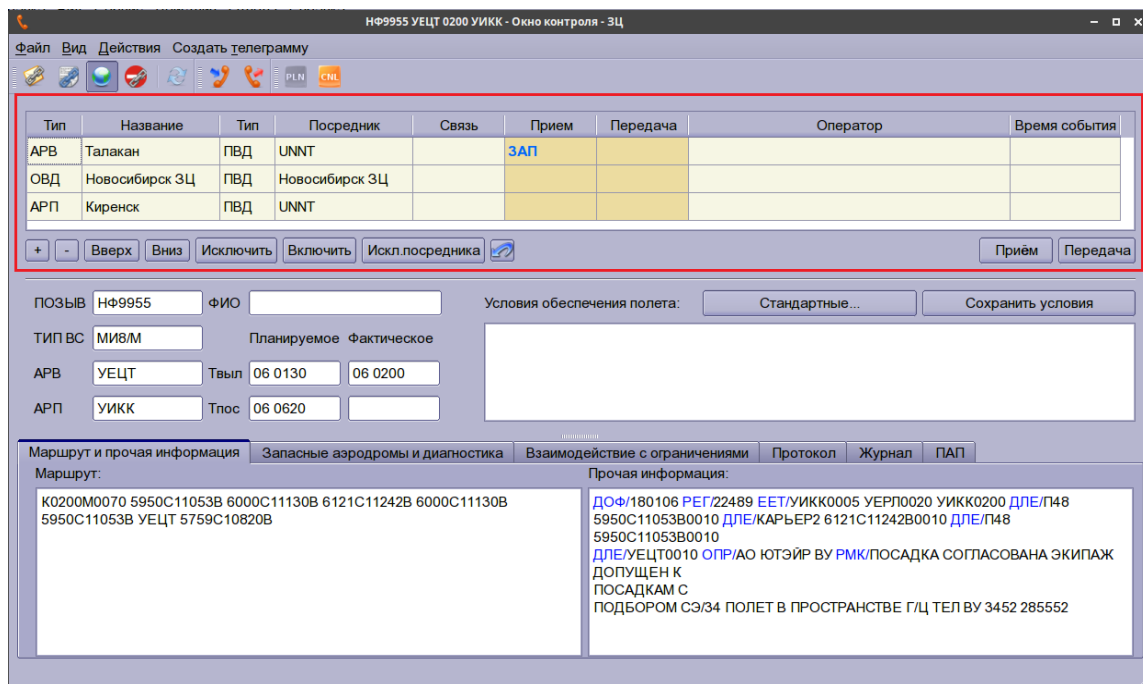 НФ9955 УЕЦТ 0200 УИКК - Окно контроля - ЗЦ
Файл Вид Действия Создать телеграмму
PLN CNL
Тип Название Тип Посредник Связь Прием Передача Оператор Время события
АРВ Талакан ПВД UNNT ЗАП
ОВД Новосибирск ЗЦ ПВД Новосибирск ЗЦ
АРП Киренск ПВД UNNT
+ - Вверх Вниз Исключить Включить Искл.посредника Приём Передача
ПОЗЫВ НФ9955 ФИО Условия обеспечения полета: Стандартные... Сохранить условия
ТИП ВС МИ8/М Планируемое Фактическое
АРВ УЕЦТ Твыл 06 0130 06 0200
АРП УИКК Тпос 06 0620
Маршрут и прочая информация Запасные аэродромы и диагностика Взаимодействие с ограничениями Протокол Журнал ПАП
Маршрут:
К0200М0070 5950С11053В 6000С11130В 6121С11242В 6000С11130В
5950С11053В УЕЦТ 5759С10820В
Прочая информация:
ДОФ/180106 РЕГ/22489 ЕЕТ/УИКК0005 УЕРЛ0020 УИКК0200 ДЛЕ/П48
5950С11053В0010 ДЛЕ/КАРЬЕР2 6121С11242В0010 ДЛЕ/П48
5950С11053В0010
ДЛЕ/УЕЦТ0010 ОПР/АО ЮТЭЙР ВУ РМК/ПОСАДКА СОГЛАСОВАНА ЭКИПАЖ
ДОПУЩЕН К
ПОСАДКАМ С
ПОДБОРОМ СЭ/34 ПОЛЕТ В ПРОСТРАНСТВЕ Г/Ц ТЕЛ ВУ 3452 285552